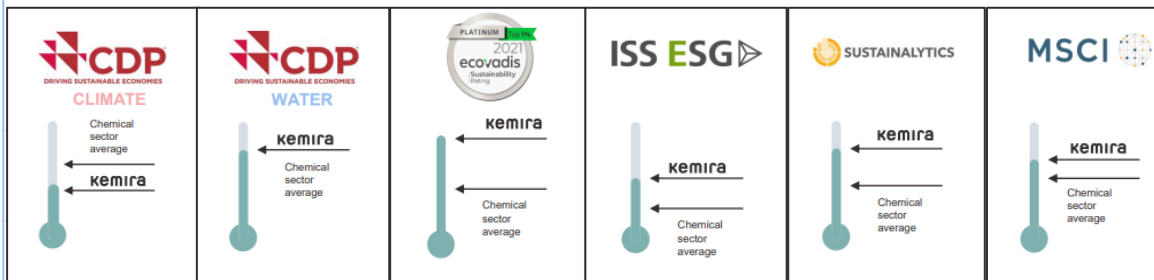 CDP
DRIVING SUSTAINABLE ECONOMIES
CLIMATE
Chemical
sector
average
kemira
CDP
DRIVING SUSTAINABLE ECONOMIES
WATER
kemira
Chemical
sector
average
PLATINUM
Top 1%
2021
ecovadis
Sustainability
Rating
kemira
Chemical
sector
average
ISS ESG
kemira
Chemical
sector
average
SUSTAINALYTICS
kemira
Chemical
sector
average
MSCI
kemira
Chemical
sector
average